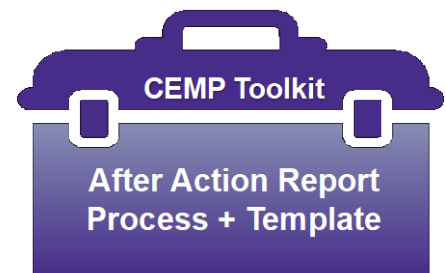 CEMP Toolkit
After Action Report
Process + Template